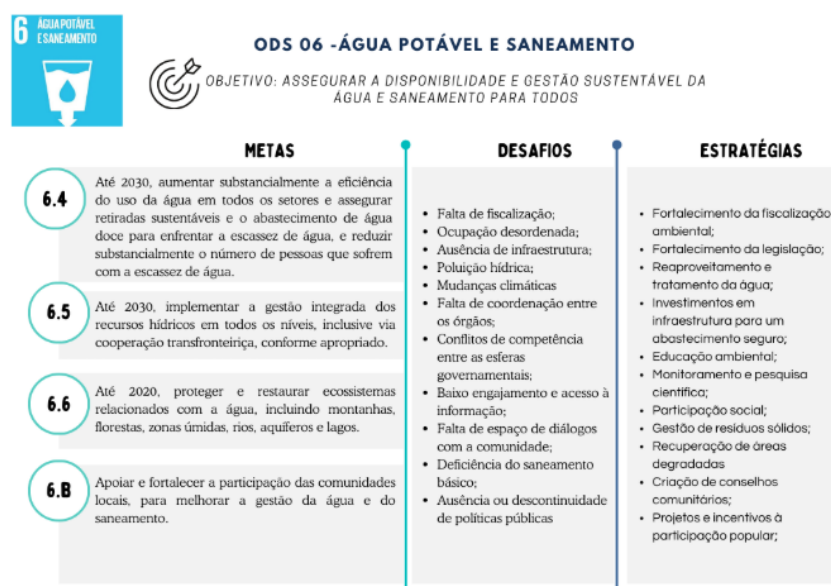 6 ÁGUA POTÁVEL
E SANEAMENTO
ODS 06 -ÁGUA POTÁVEL E SANEAMENTO
OBJETIVO: ASSEGURAR A DISPONIBILIDADE E GESTÃO SUSTENTÁVEL DA
ÁGUA E SANEAMENTO PARA TODOS
METAS
6.4
Até 2030, aumentar substancialmente a eficiência
do uso da água em todos os setores e assegurar
retiradas sustentáveis e o abastecimento de água
doce para enfrentar a escassez de água, e reduzir
substancialmente o número de pessoas que sofrem
com a escassez de água.
6.5
Até 2030, implementar a gestão integrada dos
recursos hídricos em todos os níveis, inclusive via
cooperação transfronteiriça, conforme apropriado.
6.6
Até 2020, proteger e restaurar ecossistemas
relacionados com a água, incluindo montanhas,
florestas, zonas úmidas, rios, aquíferos e lagos.
6.B
Apoiar e fortalecer a participação das comunidades
locais, para melhorar a gestão da água e do
saneamento.
DESAFIOS
• Falta de fiscalização;
• Ocupação desordenada;
• Ausência de infraestrutura;
• Poluição hídrica;
• Mudanças climáticas
• Falta de coordenação entre
os órgãos;
• Conflitos de competência
entre as esferas
governamentais;
• Baixo engajamento e acesso à
informação;
• Falta de espaço de diálogos
com a comunidade;
• Deficiência do saneamento
básico;
• Ausência ou descontinuidade
de políticas públicas
ESTRATÉGIAS
• Fortalecimento da fiscalização
ambiental;
• Fortalecimento da legislação;
• Reaproveitamento e
tratamento da água;
• Investimentos em
infraestrutura para um
abastecimento seguro;
• Educação ambiental;
• Monitoramento e pesquisa
científica;
• Participação social;
• Gestão de resíduos sólidos;
• Recuperação de áreas
degradadas
• Criação de conselhos
comunitários;
• Projetos e incentivos à
participação popular;